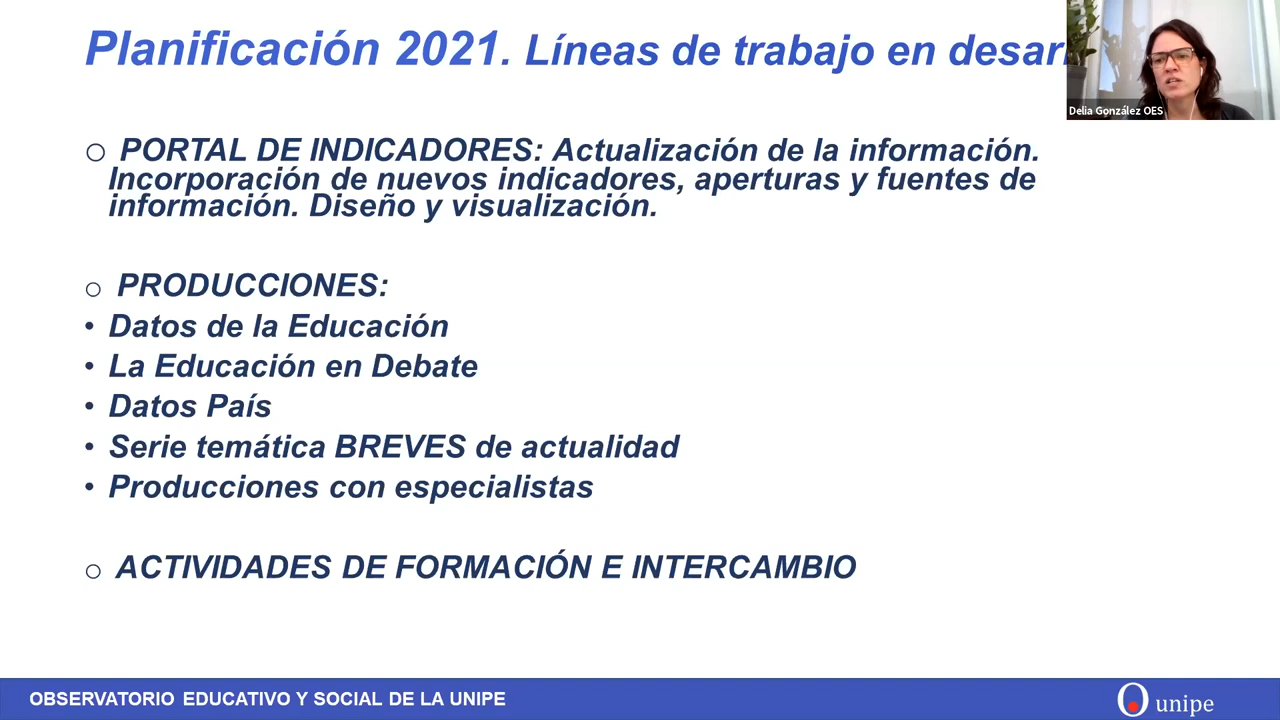 Planificación 2021. Líneas de trabajo en
Delia González OES
PORTAL DE INDICADORES: Actualización de la información.
Incorporación de nuevos indicadores, aperturas y fuentes de
información. Diseño y visualización.
PRODUCCIONES:
• Datos de la Educación
• La Educación en Debate
• Datos País
• Serie temática BREVES de actualidad
• Producciones con especialistas
ACTIVIDADES DE FORMACIÓN E INTERCAMBIO
OBSERVATORIO EDUCATIVO Y SOCIAL DE LA UNIPE
unipe